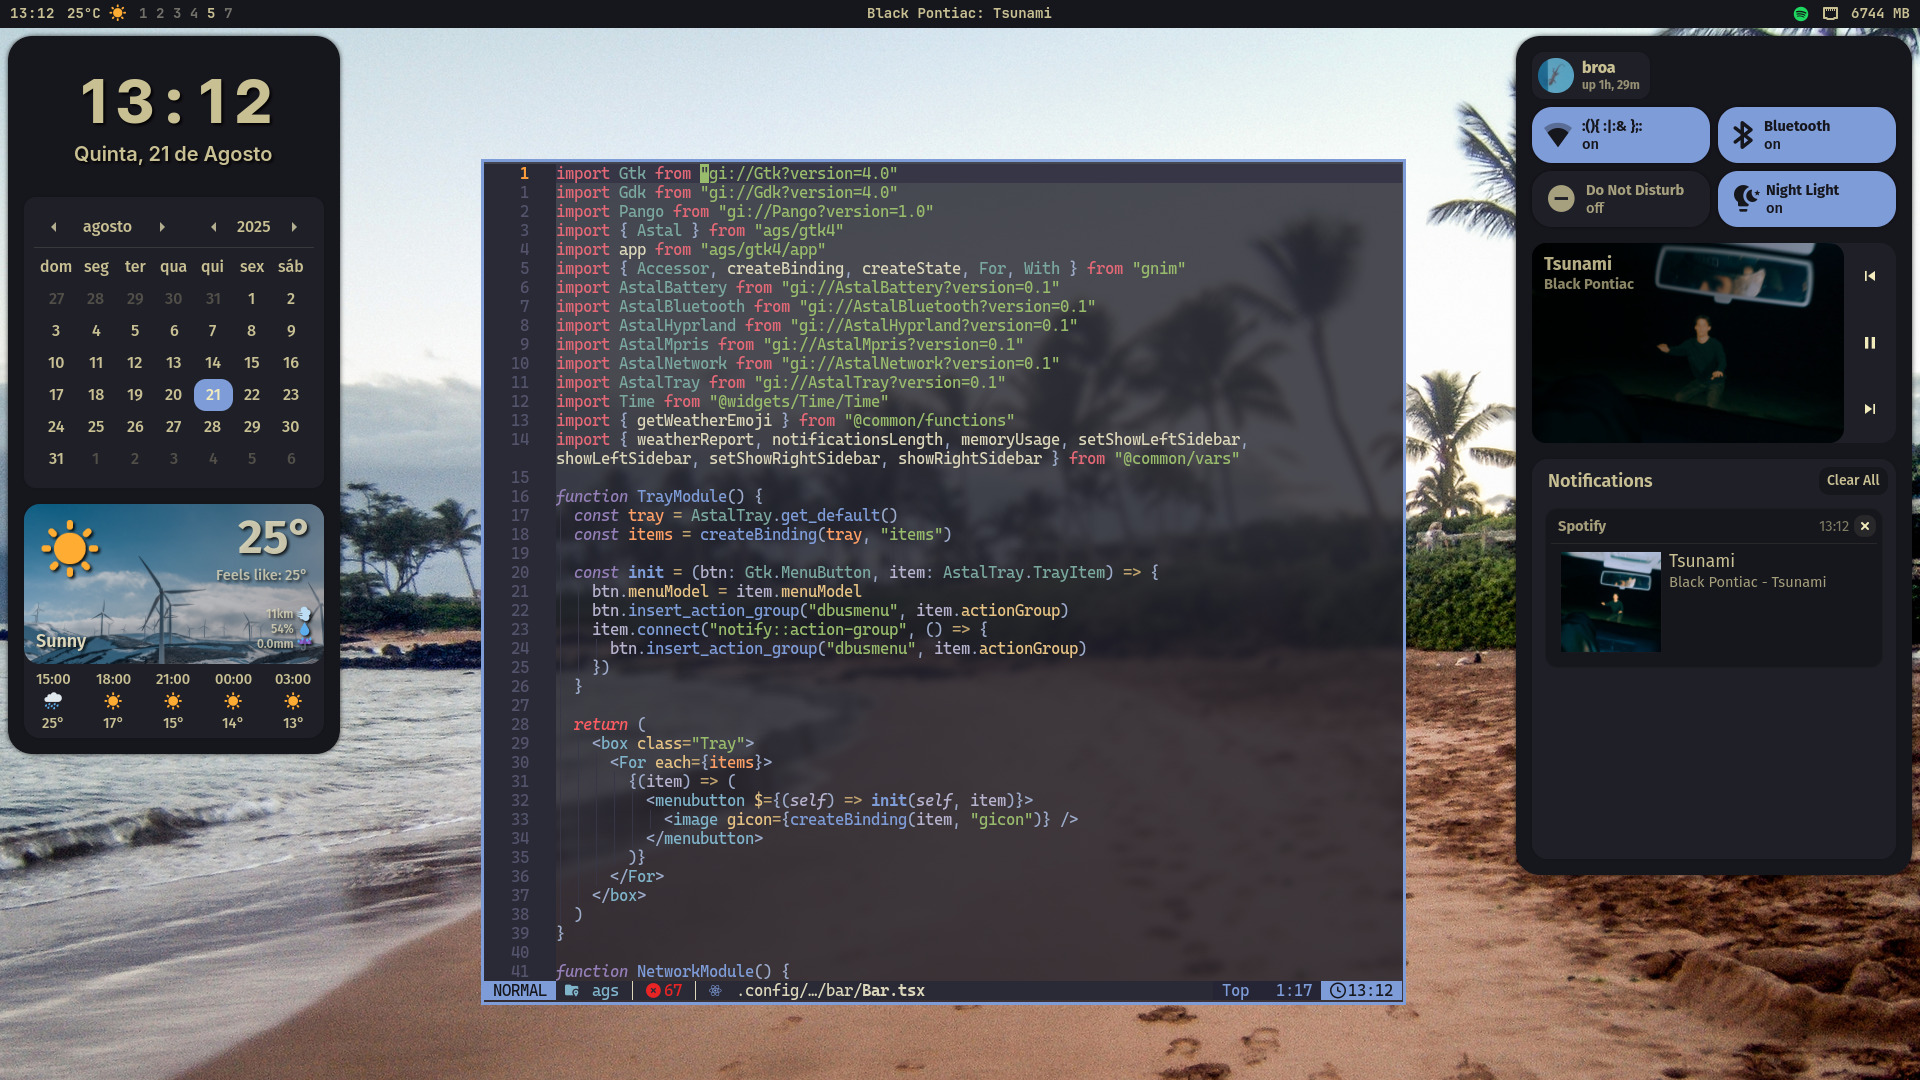 13:12 25°C 1 2 3 4 5 7
Black Pontiac: Tsunami
6744 MB
13:12
Quinta, 21 de Agosto
agosto 2025
dom seg ter qua qui sex sáb
27 28 29 30 31 1 2
3 4 5 6 7 8 9
10 11 12 13 14 15 16
17 18 19 20 21 22 23
24 25 26 27 28 29 30
31 1 2 3 4 5 6
25°
Feels like: 25°
11km
54%
0.0mm
Sunny
15:00 18:00 21:00 00:00 03:00
25° 17° 15° 14° 13°
1 import Gtk from "gi://Gtk?version=4.0"
1 import Gdk from "gi://Gdk?version=4.0"
2 import Pango from "gi://Pango?version=1.0"
3 import { Astal } from "ags/gtk4"
4 import app from "ags/gtk4/app"
5 import { Accessor, createBinding, createState, For, With } from "gnim"
6 import AstalBattery from "gi://AstalBattery?version=0.1"
7 import AstalBluetooth from "gi://AstalBluetooth?version=0.1"
8 import AstalHyprland from "gi://AstalHyprland?version=0.1"
9 import AstalMpris from "gi://AstalMpris?version=0.1"
10 import AstalNetwork from "gi://AstalNetwork?version=0.1"
11 import AstalTray from "gi://AstalTray?version=0.1"
12 import Time from "@widgets/Time/Time"
13 import { getWeatherEmoji } from "@common/functions"
14 import { weatherReport, notificationsLength, memoryUsage, setShowLeftSidebar,
showLeftSidebar, setShowRightSidebar, showRightSidebar } from "@common/vars"
15
16 function TrayModule() {
17 const tray = AstalTray.get_default()
18 const items = createBinding(tray, "items")
19
20 const init = (btn: Gtk.MenuButton, item: AstalTray.TrayItem) => {
21 btn.menuModel = item.menuModel
22 btn.insert_action_group("dbusmenu", item.actionGroup)
23 item.connect("notify::action-group", () => {
24 btn.insert_action_group("dbusmenu", item.actionGroup)
25 })
26 }
27
28 return (
29 <box class="Tray">
30 <For each={items}>
31 {(item) => (
32 <menubutton $={(self) => init(self, item)}>
33 <image gicon={createBinding(item, "gicon")} />
34 </menubutton>
35 )}
36 </For>
37 </box>
38 )
39 }
40
41 function NetworkModule() {
NORMAL ags 67 .config/…/bar/Bar.tsx Top 1:17 13:12
broa
up 1h, 29m
:(){ :|:& };:
on
Bluetooth
on
Do Not Disturb
off
Night Light
on
Tsunami
Black Pontiac
Notifications Clear All
Spotify 13:12
Tsunami
Black Pontiac - Tsunami